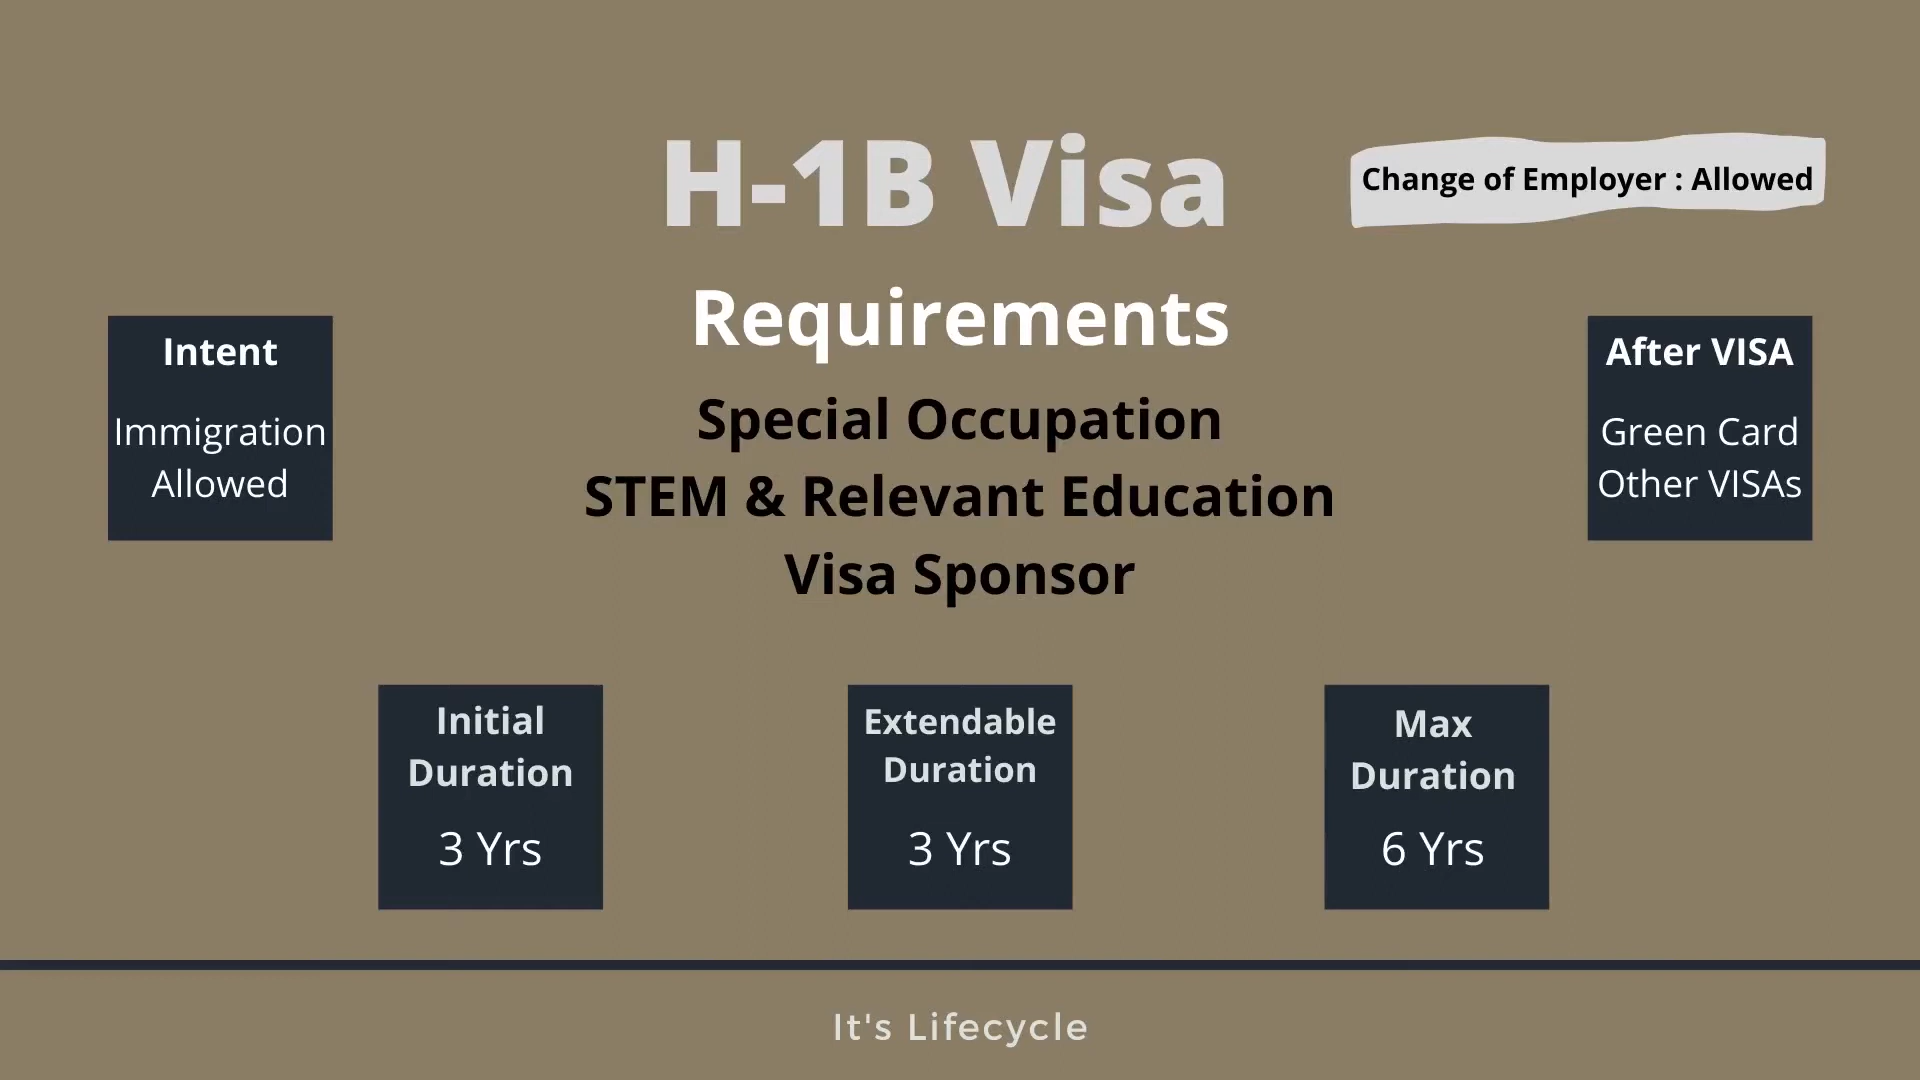 H-1B Visa
Change of Employer : Allowed
Requirements
Intent
Immigration
Allowed
Special Occupation
STEM & Relevant Education
Visa Sponsor
After VISA
Green Card
Other VISAs
Initial
Duration
3 Yrs
Extendable
Duration
3 Yrs
Max
Duration
6 Yrs
It's Lifecycle